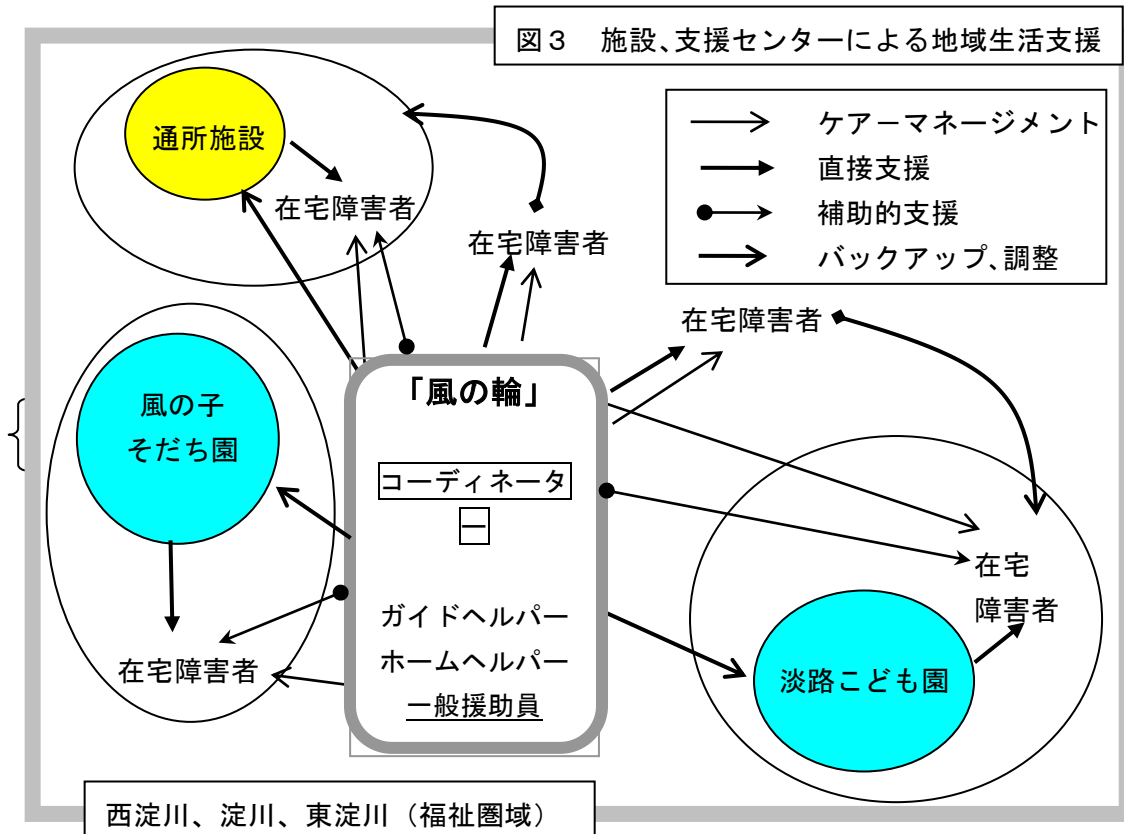 図３　施設、支援センターによる地域生活支援
ケアーマネージメント
直接支援
補助的支援
バックアップ、調整
通所施設
在宅障害者
在宅障害者
在宅障害者
風の子
そだち園
在宅障害者
「風の輪」
コーディネータ
ー
ガイドヘルパー
ホームヘルパー
一般援助員
在宅
障害者
淡路こども園
西淀川、淀川、東淀川（福祉圏域）